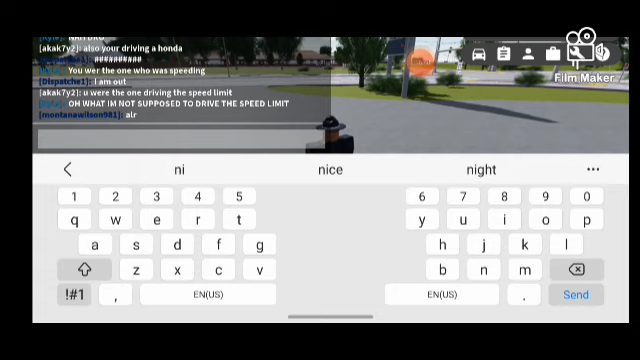 [akak7y2]: also your driving a honda
##########
You wer the one who was speeding
[Dispatche1]: i am out
[akak7y2]: u were the one driving the speed limit
OH WHAT IM NOT SUPPOSED TO DRIVE THE SPEED LIMIT
[montanawilson981]: alr
Film Maker
ni nice night
1 2 3 4 5 6 7 8 9 0
q w e r t y u i o p
a s d f g h j k l
z x c v b n m
!#1 , EN(US) EN(US) . Send